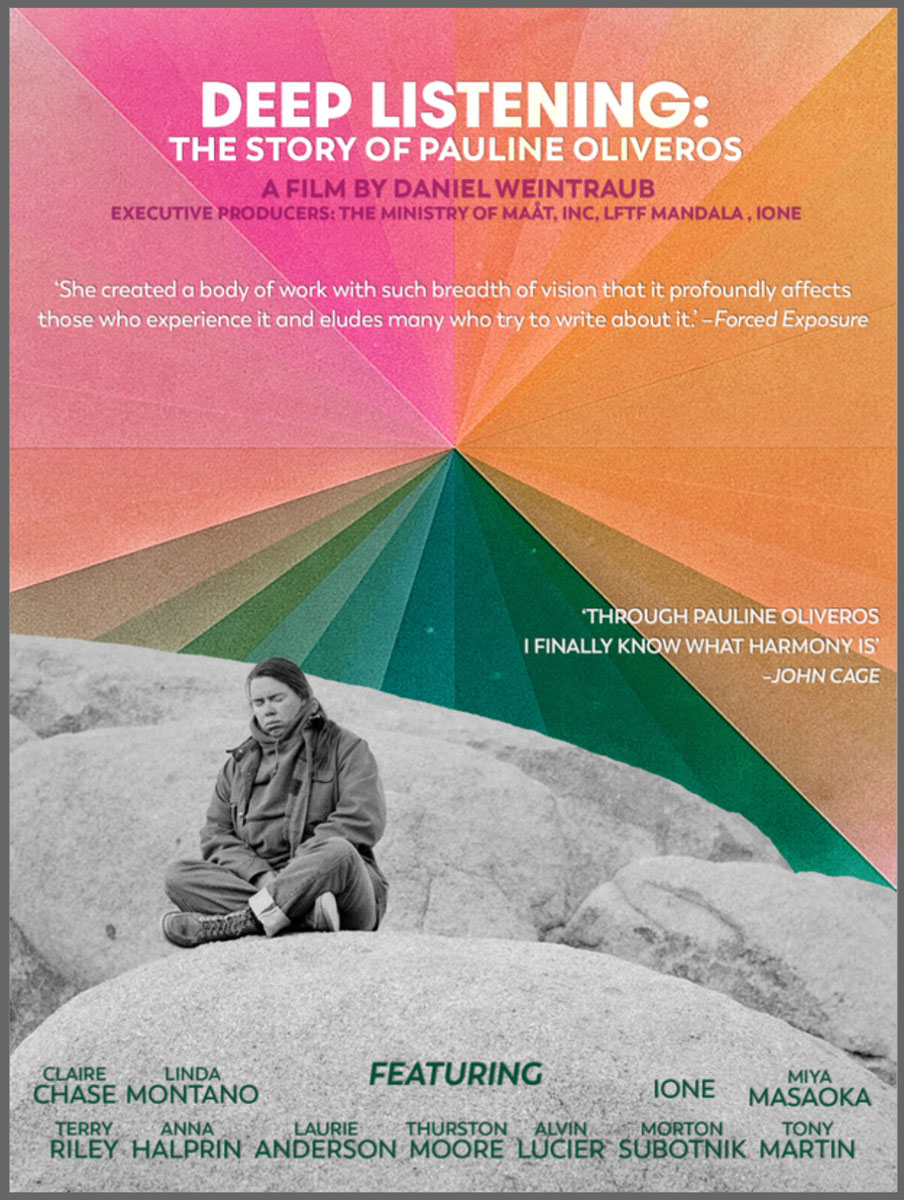 DEEP LISTENING:
THE STORY OF PAULINE OLIVEROS
A FILM BY DANIEL WEINTRAUB
EXECUTIVE PRODUCERS: THE MINISTRY OF MAÅT, INC, LFTF MANDALA , IONE
‘She created a body of work with such breadth of vision that it profoundly affects
those who experience it and eludes many who try to write about it.’ –Forced Exposure
‘THROUGH PAULINE OLIVEROS
I FINALLY KNOW WHAT HARMONY IS’
–JOHN CAGE
FEATURING
CLAIRE CHASE
LINDA MONTANO
IONE
MIYA MASAOKA
TERRY RILEY
ANNA HALPRIN
LAURIE ANDERSON
THURSTON MOORE
ALVIN LUCIER
MORTON SUBOTNIK
TONY MARTIN